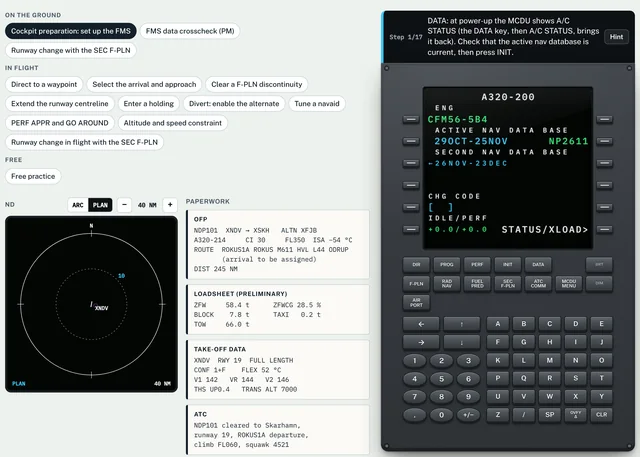 ON THE GROUND
Cockpit preparation: set up the FMS
FMS data crosscheck (PM)
Runway change with the SEC F-PLN
IN FLIGHT
Direct to a waypoint
Select the arrival and approach
Clear a F-PLN discontinuity
Extend the runway centreline
Enter a holding
Divert: enable the alternate
Tune a navaid
PERF APPR and GO AROUND
Altitude and speed constraint
Runway change in flight with the SEC F-PLN
FREE
Free practice
ND
ARC
PLAN
−
40 NM
+
N
10
XNDV
PLAN
40 NM
PAPERWORK
OFP
NDP101 XNDV → XSKH ALTN XFJB
A320-214 CI 30 FL350 ISA −54 °C
ROUTE ROKUS1A ROKUS M611 HVL L44 ODRUP
(arrival to be assigned)
DIST 245 NM
LOADSHEET (PRELIMINARY)
ZFW 58.4 t ZFWCG 28.5 %
BLOCK 7.8 t TAXI 0.2 t
TOW 66.0 t
TAKE-OFF DATA
XNDV RWY 19 FULL LENGTH
CONF 1+F FLEX 52 °C
V1 142 VR 144 V2 146
THS UP0.4 TRANS ALT 7000
ATC
NDP101 cleared to Skarhamn,
runway 19, ROKUS1A departure,
climb FL060, squawk 4521
Step 1/17
DATA: at power-up the MCDU shows A/C
STATUS (the DATA key, then A/C STATUS, brings
it back). Check that the active nav database is
current, then press INIT.
Hint
A320-200
ENG
CFM56-5B4
ACTIVE NAV DATA BASE
29OCT-25NOV NP2611
SECOND NAV DATA BASE
←26NOV-23DEC
CHG CODE
[ ]
IDLE/PERF
+0.0/+0.0 STATUS/XLOAD>
DIR PROG PERF INIT DATA BRT
F-PLN RAD NAV FUEL PRED SEC F-PLN ATC COMM MCDU MENU DIM
AIR PORT
← ↑ A B C D E
→ ↓ F G H I J
1 2 3 K L M N O
4 5 6 P Q R S T
7 8 9 U V W X Y
. 0 +/− Z / SP OVFY Δ CLR